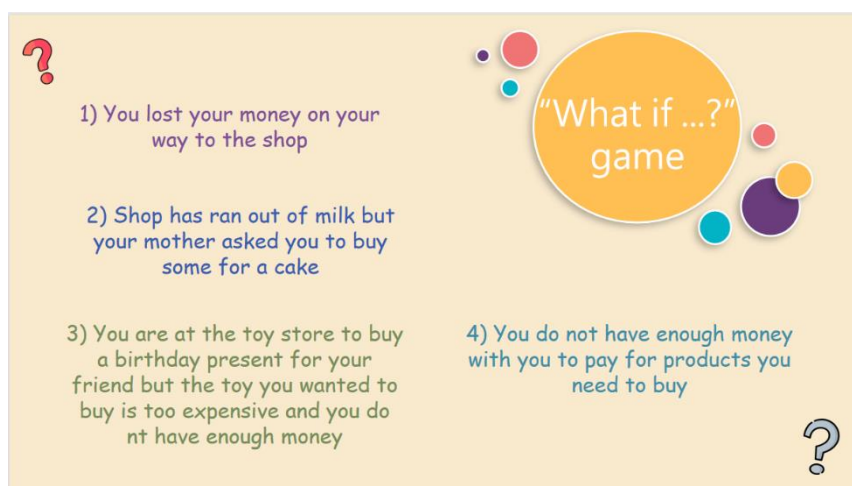 "What if ...?"
game
1) You lost your money on your
way to the shop
2) Shop has ran out of milk but
your mother asked you to buy
some for a cake
3) You are at the toy store to buy
a birthday present for your
friend but the toy you wanted to
buy is too expensive and you do
nt have enough money
4) You do not have enough money
with you to pay for products you
need to buy